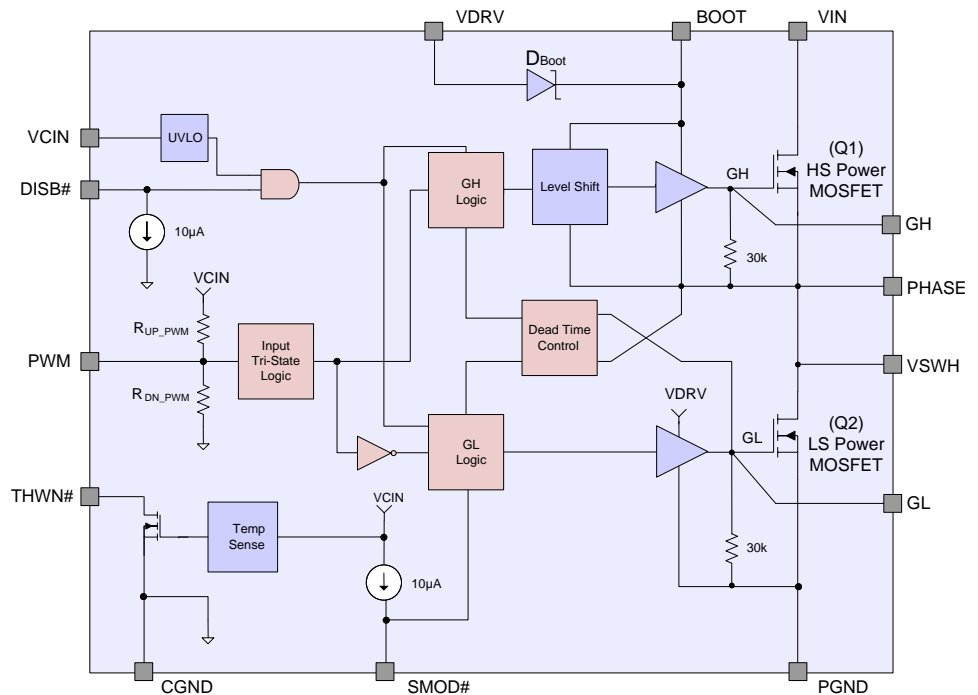 VDRV
BOOT
VIN
DBoot
VCIN
UVLO
(Q1)
HS Power
MOSFET
DISB#
GH
Logic
Level Shift
GH
10µA
GH
30k
VCIN
PHASE
RUP_PWM
Dead Time
Control
PWM
Input
Tri-State
Logic
VSWH
RDN_PWM
VDRV
(Q2)
LS Power
MOSFET
GL
GL
Logic
THWN#
VCIN
GL
Temp
Sense
30k
10µA
CGND
SMOD#
PGND